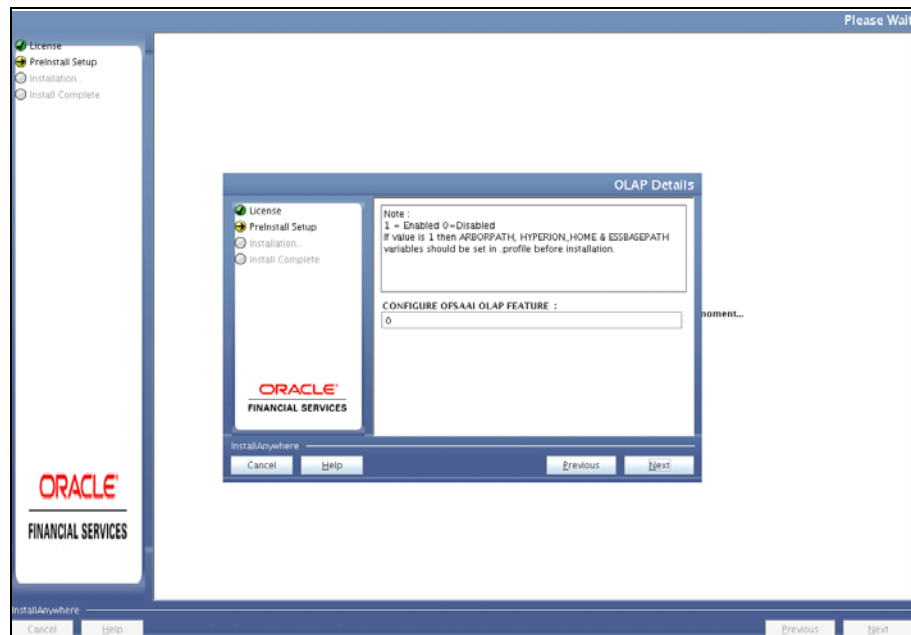 Please Wait
License
PreInstall Setup
Installation..
Install Complete
OLAP Details
License
PreInstall Setup
Installation..
Install Complete
Note :
1 = Enabled 0=Disabled
If value is 1 then ARBORPATH, HYPERION_HOME & ESSBASEPATH
variables should be set in .profile before installation.
CONFIGURE OFSAAI OLAP FEATURE :
0
moment...
ORACLE'
FINANCIAL SERVICES
InstallAnywhere
Cancel
Help
Previous
Next
ORACLE'
FINANCIAL SERVICES
InstallAnywhere
Cancel
Help
Previous
Next